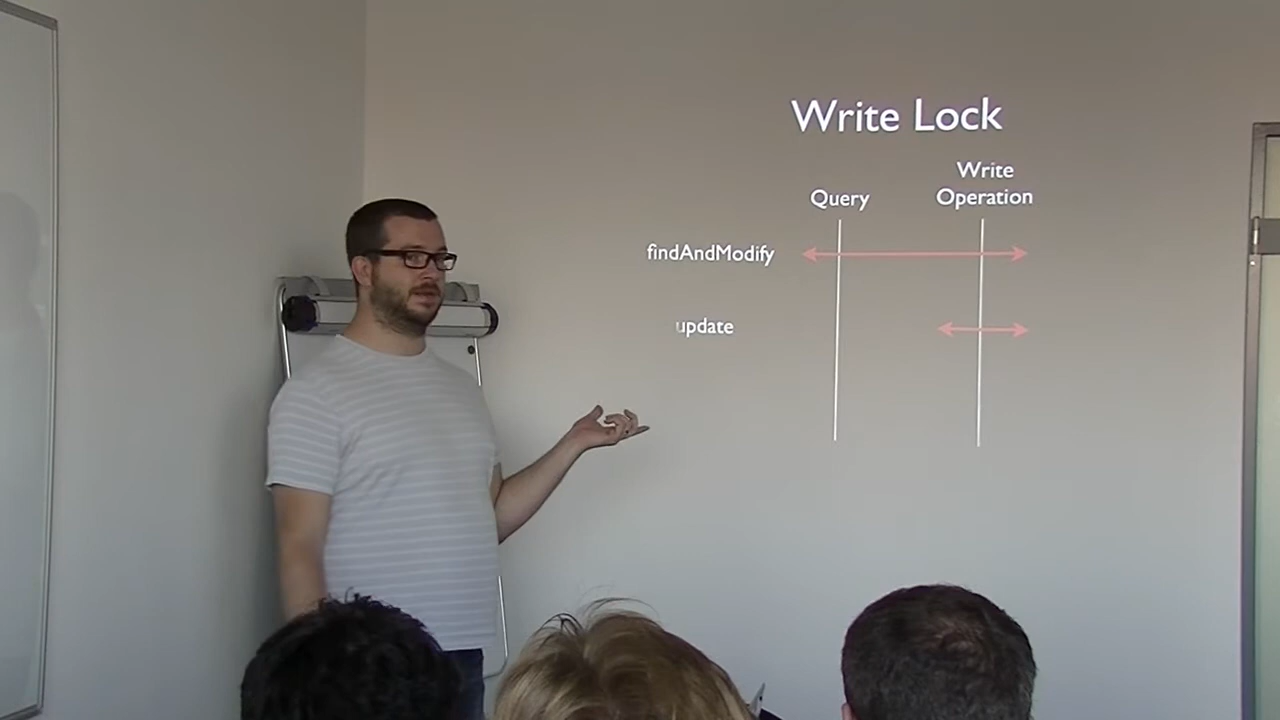 Write Lock
Query
Write
Operation
findAndModify
update